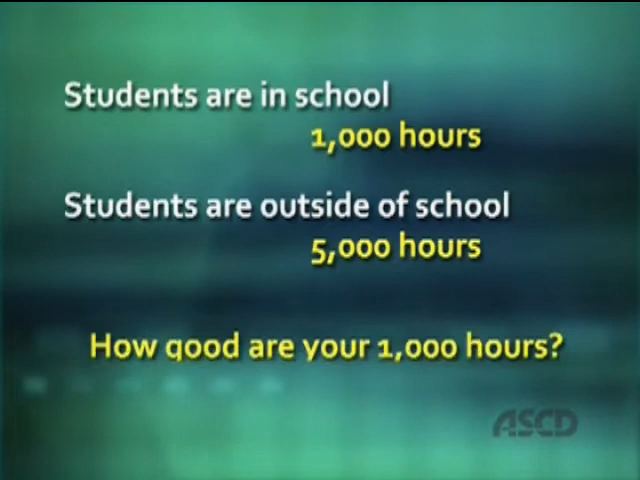 Students are in school
1,000 hours
Students are outside of school
5,000 hours
How good are your 1,000 hours?
ASCD